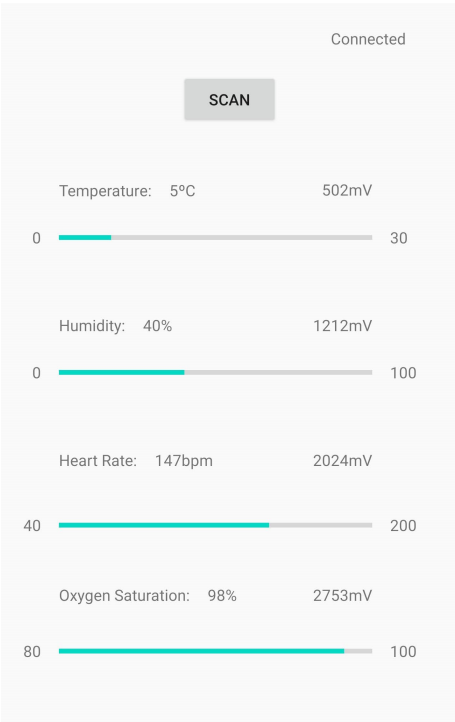 Connected
SCAN
Temperature: 5ºC 502mV
0 30
Humidity: 40% 1212mV
0 100
Heart Rate: 147bpm 2024mV
40 200
Oxygen Saturation: 98% 2753mV
80 100